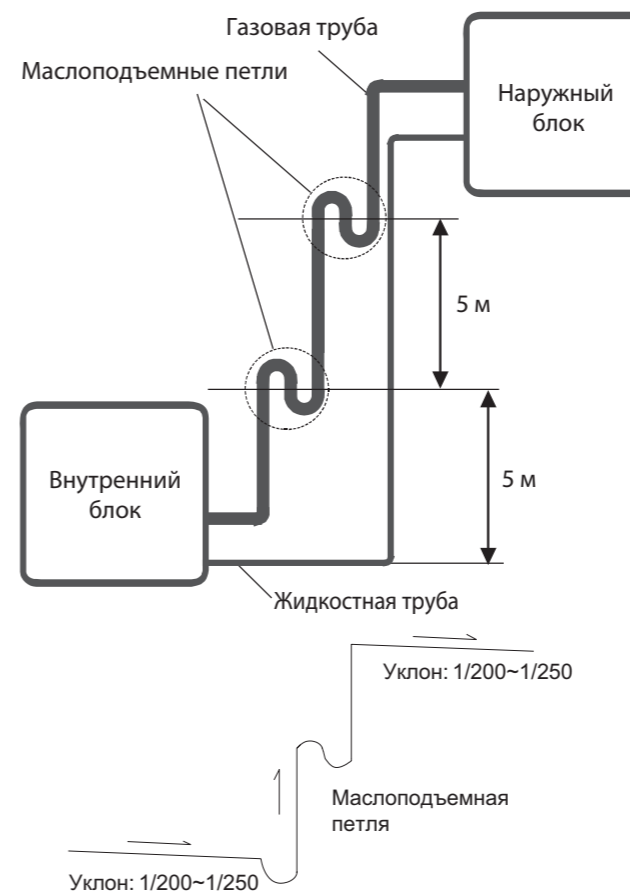 Газовая труба
Маслоподъемные петли
Наружный
блок
5 м
Внутренний
блок
5 м
Жидкостная труба
Уклон: 1/200~1/250
Маслоподъемная
петля
Уклон: 1/200~1/250